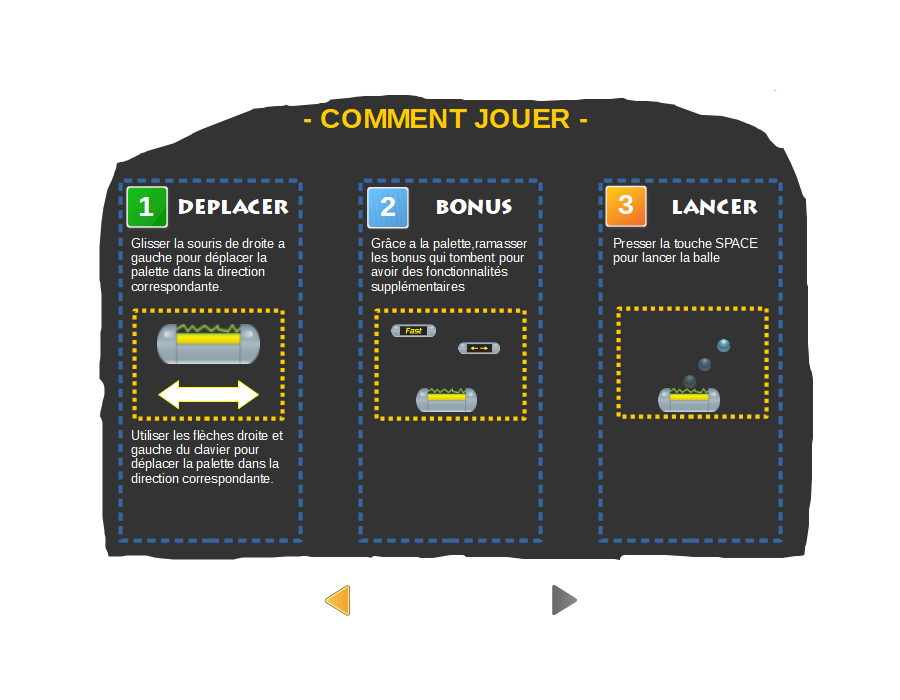 - COMMENT JOUER -
1 DEPLACER
Glisser la souris de droite a
gauche pour déplacer la
palette dans la direction
correspondante.
Utiliser les flèches droite et
gauche du clavier pour
déplacer la palette dans la
direction correspondante.
2 BONUS
Grâce a la palette,ramasser
les bonus qui tombent pour
avoir des fonctionnalités
supplémentaires
Fast
3 LANCER
Presser la touche SPACE
pour lancer la balle